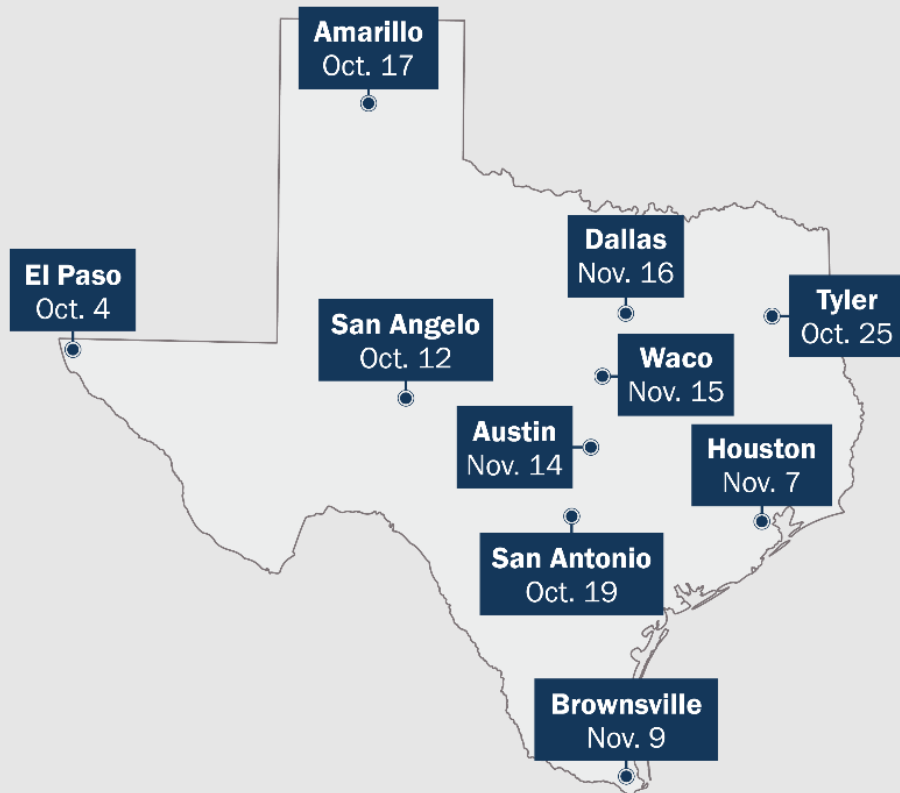 Amarillo
Oct. 17
Dallas
Nov. 16
El Paso
Oct. 4
Tyler
Oct. 25
San Angelo
Oct. 12
Waco
Nov. 15
Austin
Nov. 14
Houston
Nov. 7
San Antonio
Oct. 19
Brownsville
Nov. 9